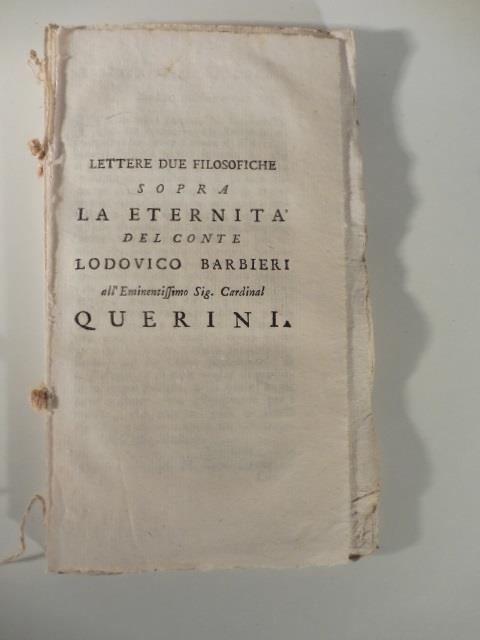 LETTERE DUE FILOSOFICHE
SOPRA
LA ETERNITA'
DEL CONTE
LODOVICO BARBIERI
all' Eminentissimo Sig. Cardinal
QUERINI.